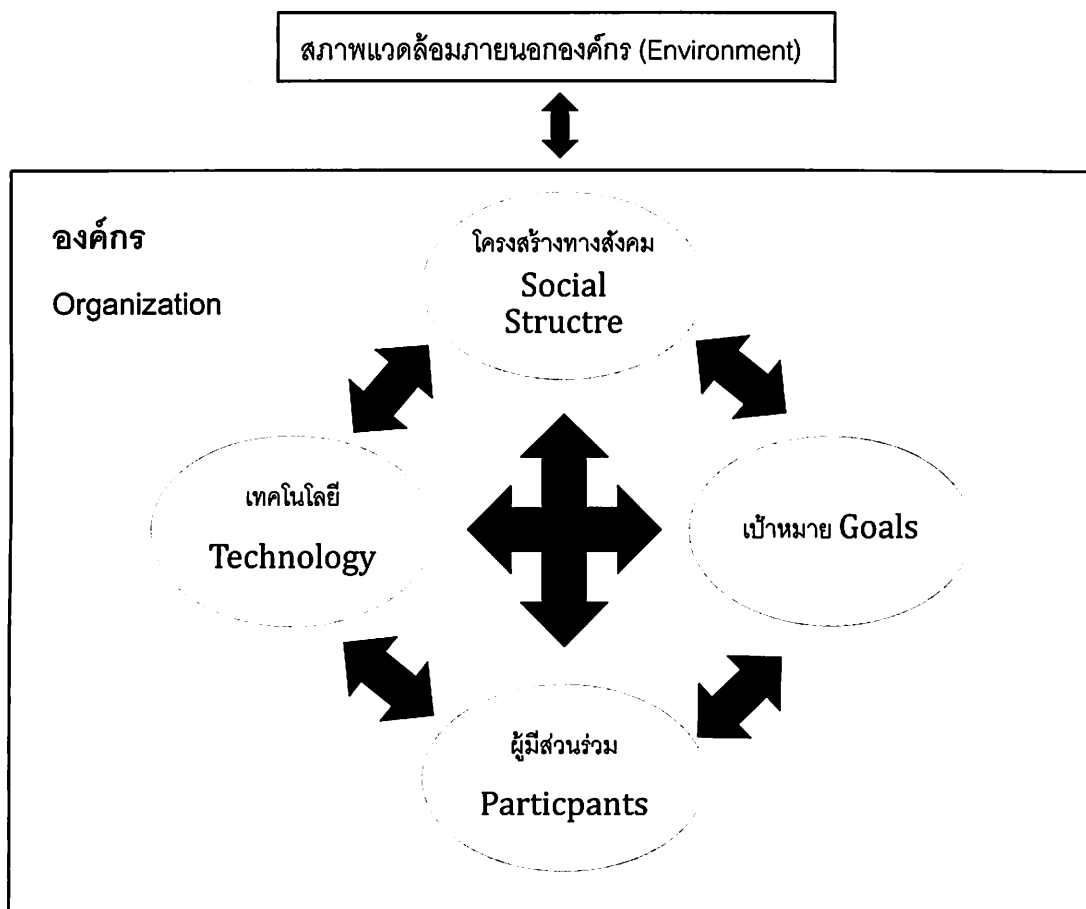 สภาพแวดล้อมภายนอกองค์กร (Environment)
องค์กร
Organization
โครงสร้างทางสังคม
Social
Structre
เทคโนโลยี
Technology
เป้าหมาย Goals
ผู้มีส่วนร่วม
Particpants